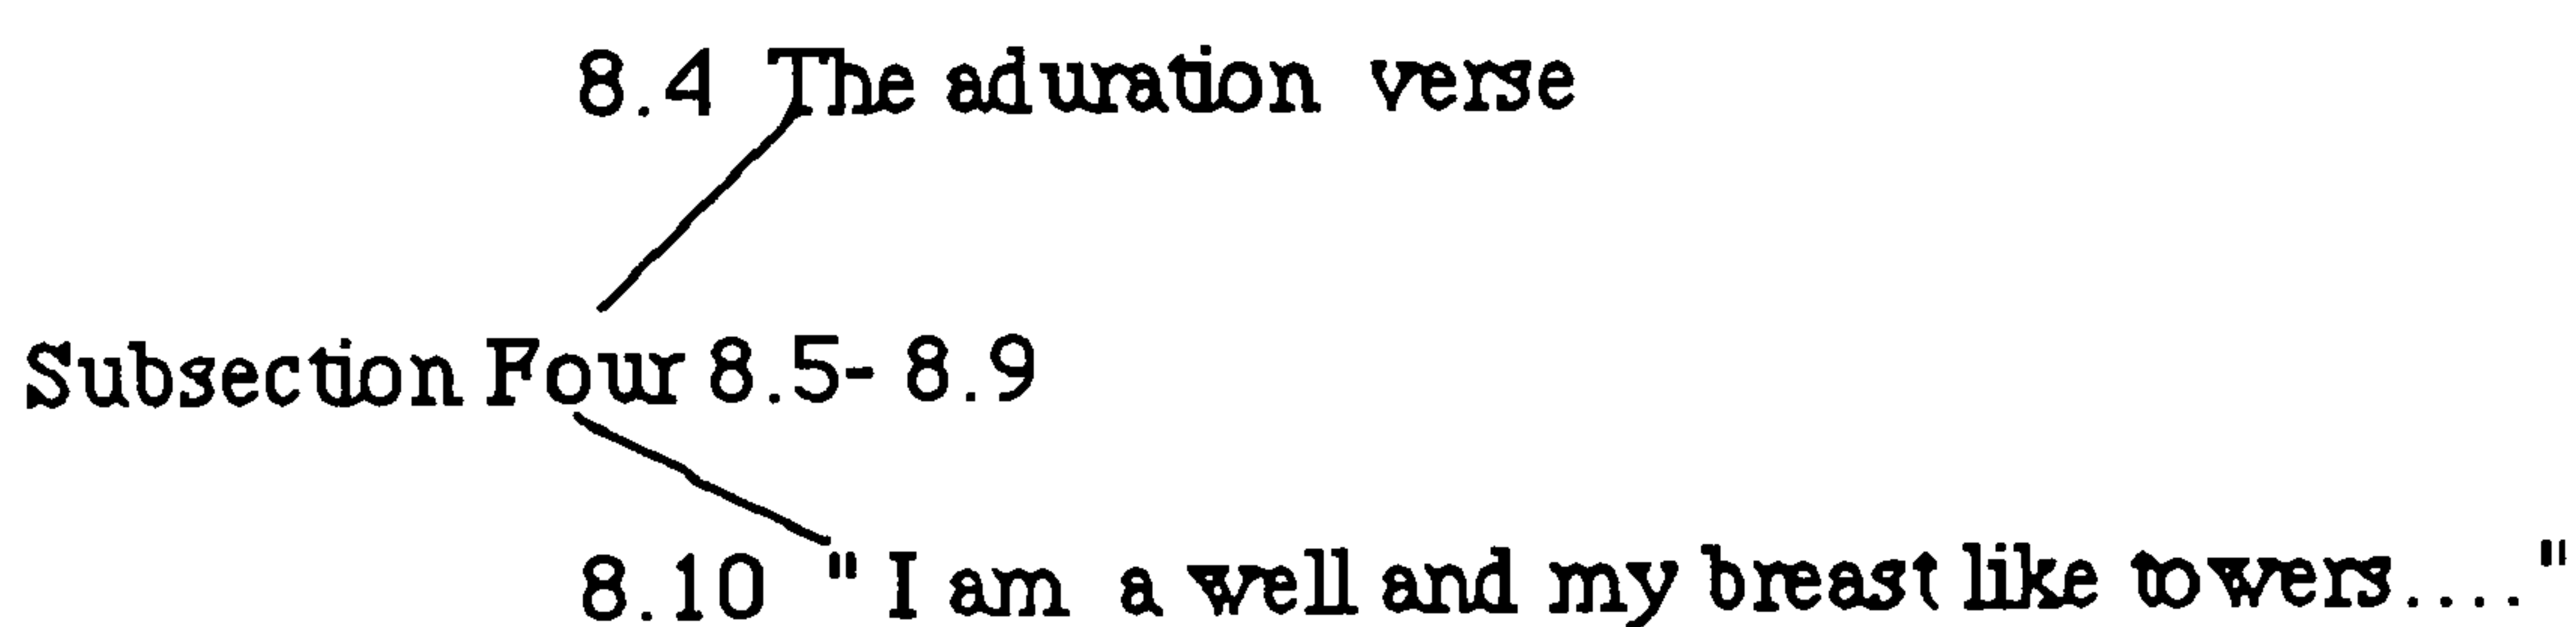 8.4 The aduration verse
Subsection Four 8.5- 8.9
8.10 " I am a well and my breast like towers.... "